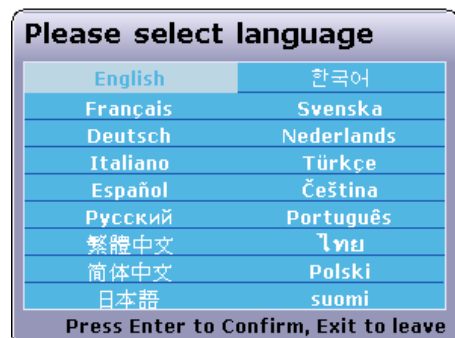 Please select language
English 한국어
Français Svenska
Deutsch Nederlands
Italiano Türkçe
Español Čeština
Русский Português
繁體中文 ไทย
简体中文 Polski
日本語 suomi
Press Enter to Confirm, Exit to leave